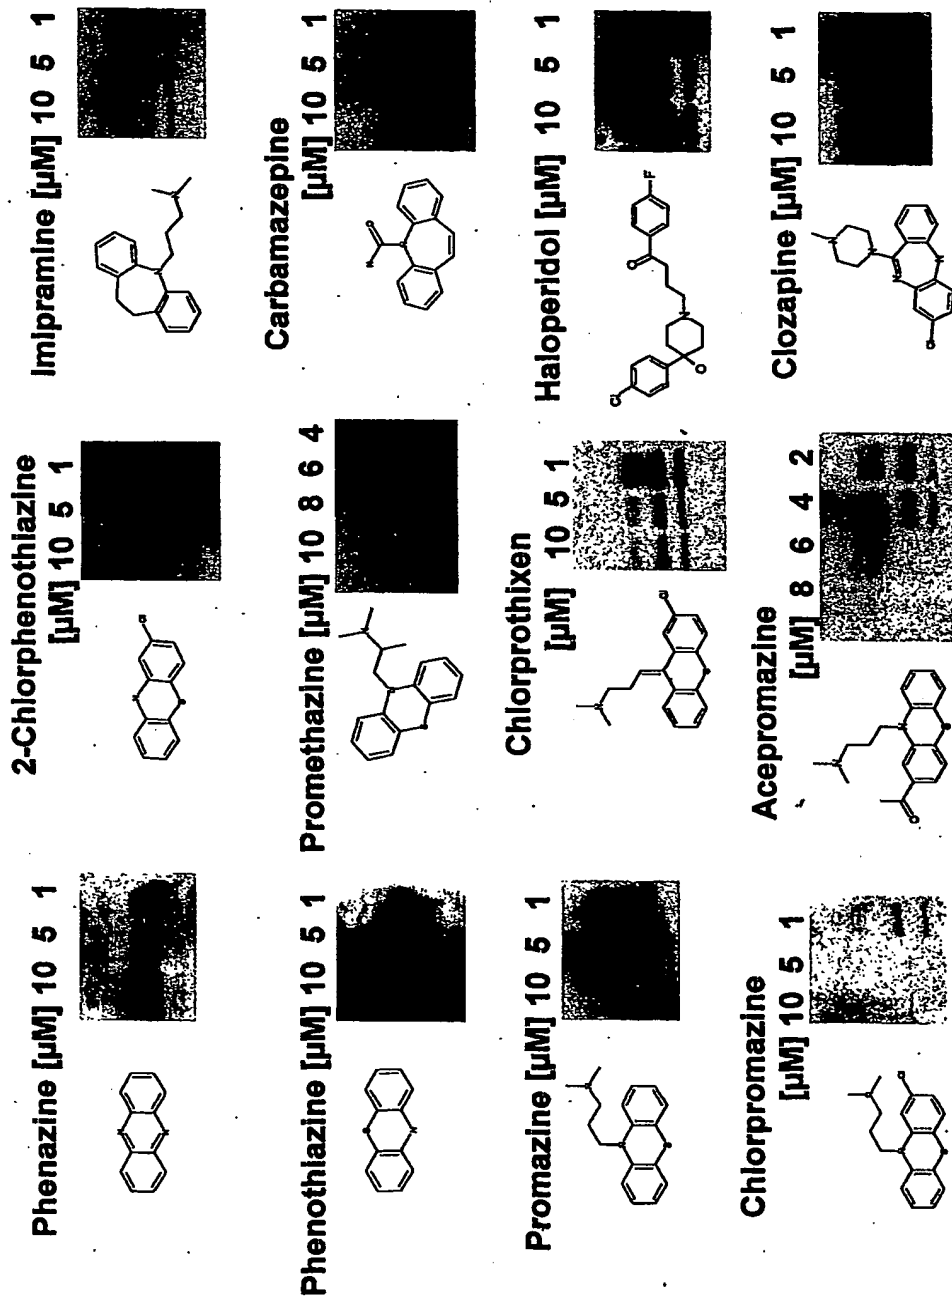 Phenazine [µM] 10 5 1
Phenothiazine [µM] 10 5 1
Promazine [µM] 10 5 1
Chlorpromazine
[µM] 10 5 1
2-Chlorphenothiazine
[µM] 10 5 1
Promethazine [µM] 10 8 6 4
Chlorprothixen
[µM] 10 5 1
Acepromazine
[µM] 8 6 4 2
Imipramine [µM] 10 5 1
Carbamazepine
[µM] 10 5 1
Haloperidol [µM] 10 5 1
Cl
F
Clozapine [µM] 10 5 1